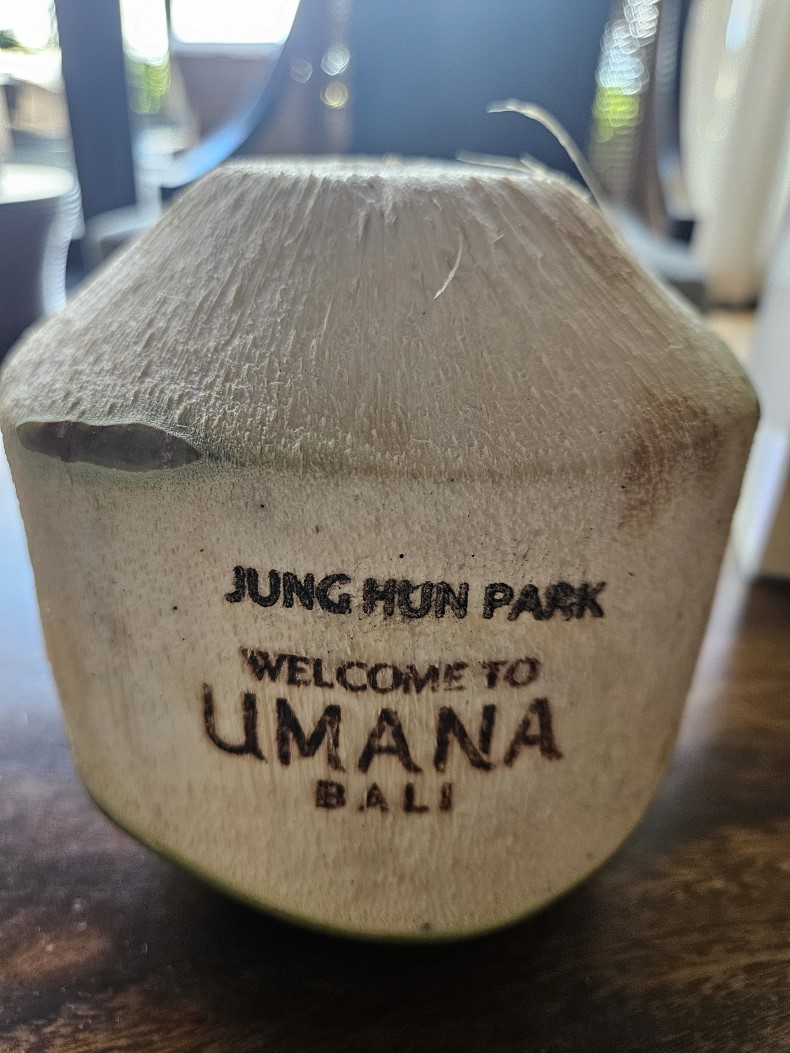 JUNG HUN PARK
WELCOME TO
UMANA
BALI